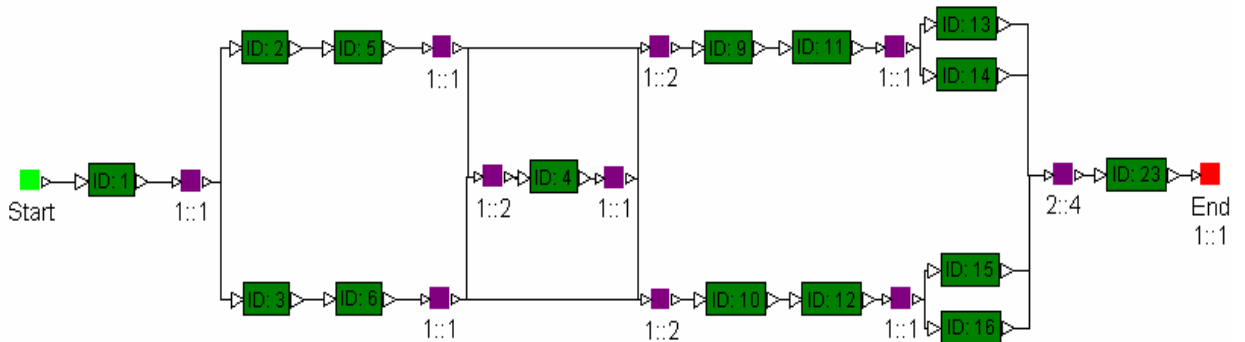 ID: 13
ID: 2
ID: 5
ID: 9
ID: 11
1::1
1::2
1::1
ID: 14
ID: 1
ID: 4
ID: 23
Start
1::1
1::2
1::1
2::4
End
1::1
ID: 15
ID: 3
ID: 6
ID: 10
ID: 12
1::1
1::2
1::1
ID: 16